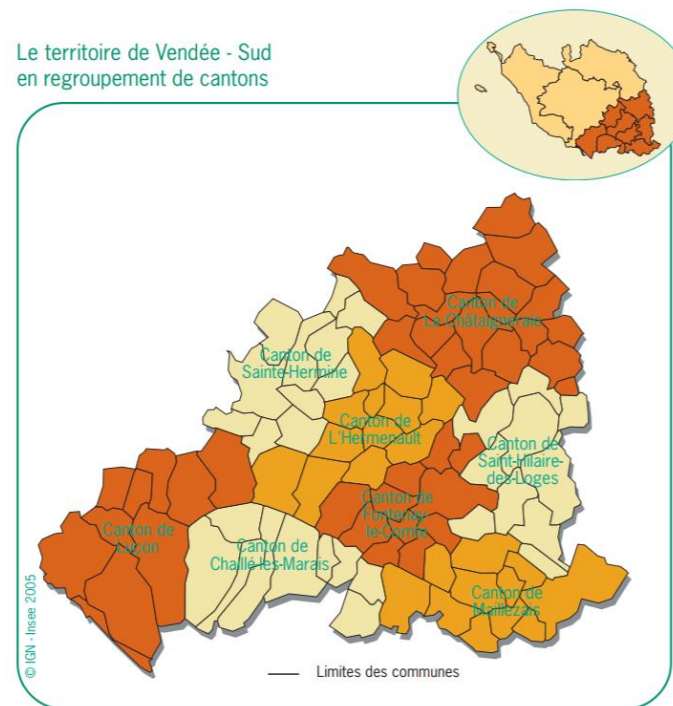 Le territoire de Vendée - Sud
en regroupement de cantons
Canton de
La Châtaigneraie
Canton de
Sainte-Hermine
Canton de
L'Hermenault
Canton de
Saint-Hilaire-
des-Loges
Canton de
Fontenay-
le-Comte
Canton de
Luçon
Canton de
Chaillé-les-Marais
Canton de
Maillezais
© IGN - Insee 2005
Limites des communes